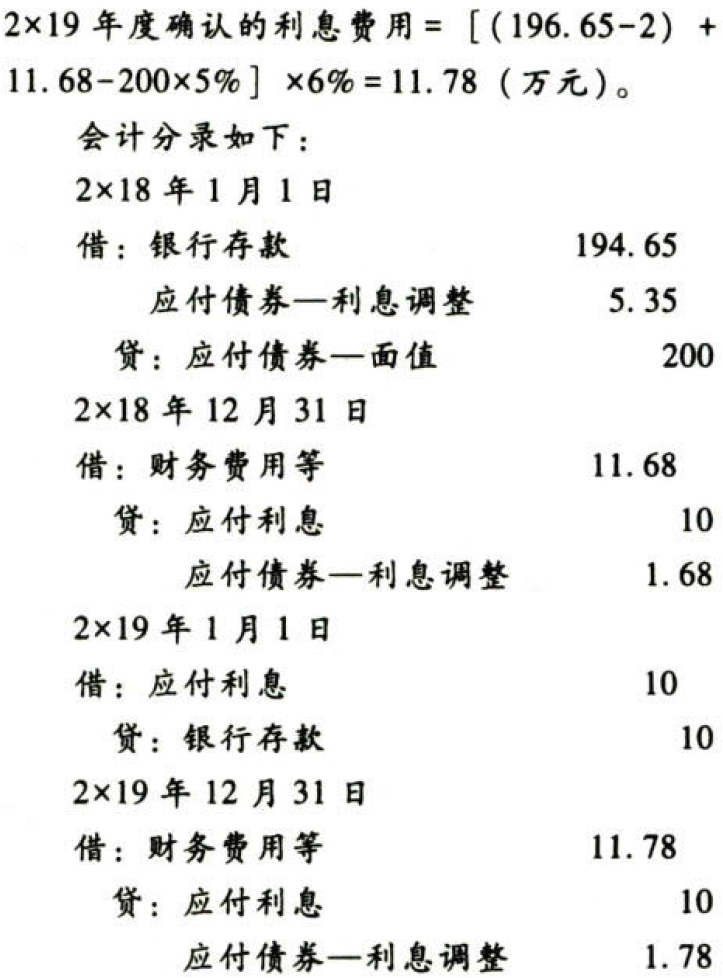 2×19 年度确认的利息费用= [(196.65-2) +
11.68-200×5%] ×6%=11.78 (万元)。
会计分录如下:
2×18 年 1 月 1 日
借:银行存款 194.65
应付债券—利息调整 5.35
贷:应付债券—面值 200
2×18 年 12 月 31 日
借:财务费用等 11.68
贷:应付利息 10
应付债券—利息调整 1.68
2×19 年 1 月 1 日
借:应付利息 10
贷:银行存款 10
2×19 年 12 月 31 日
借:财务费用等 11.78
贷:应付利息 10
应付债券—利息调整 1.78